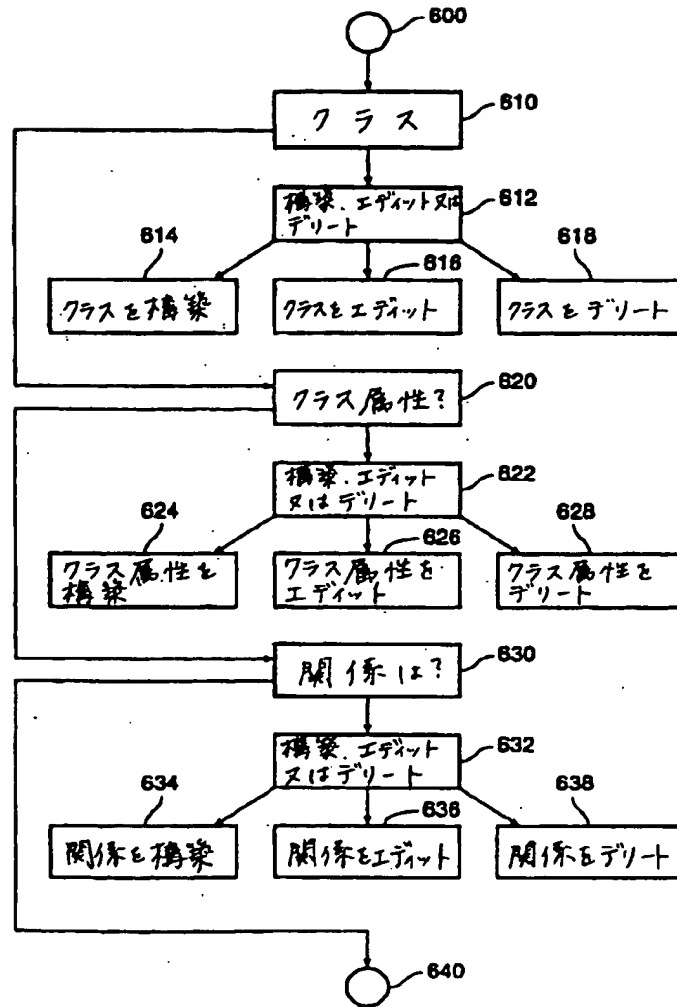 600
クラス
610
構築.エディット又は
デリート
612
614
616
618
クラスを構築
クラスをエディット
クラスをデリート
クラス属性?
620
構築.エディット
又はデリート
622
624
626
628
クラス属性を
構築
クラス属性を
エディット
クラス属性を
デリート
関係は?
630
構築.エディット
又はデリート
632
634
636
638
関係を構築
関係をエディット
関係をデリート
640